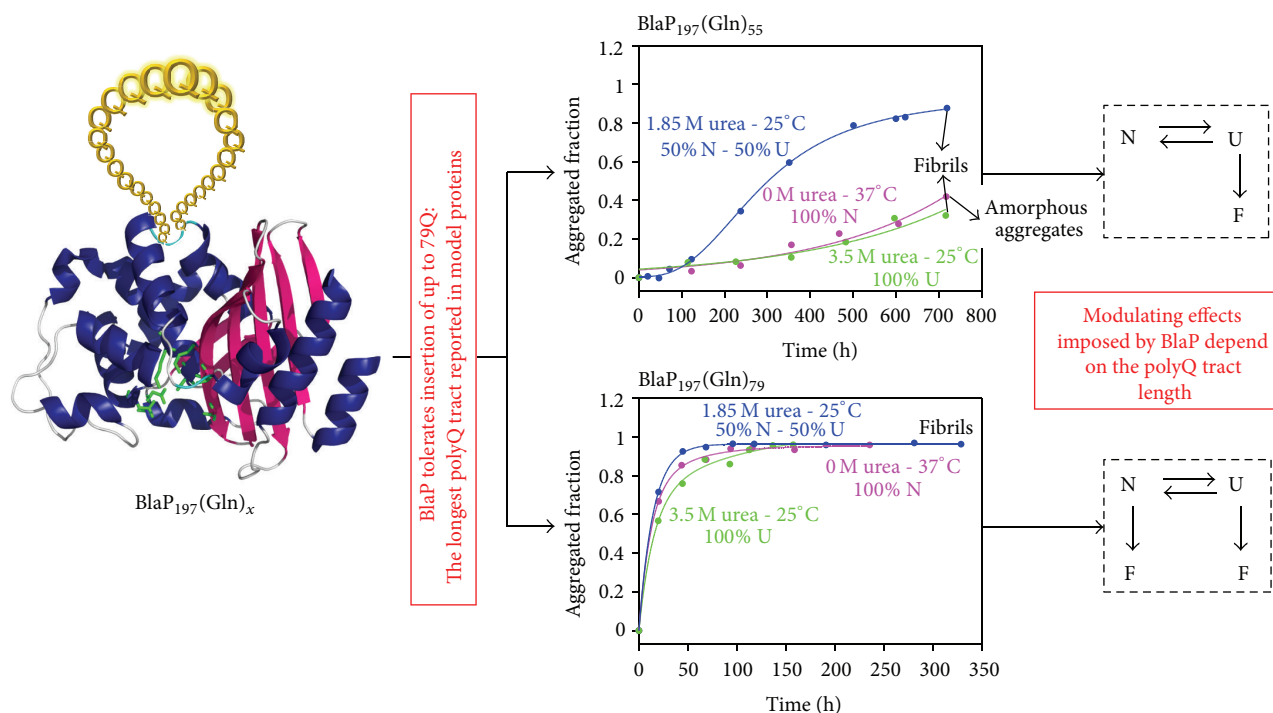 BlaP197(Gln)x
BlaP tolerates insertion of up to 79Q:
The longest polyQ tract reported in model proteins
BlaP197(Gln)55
Aggregated fraction
1.2
1
0.8
0.6
0.4
0.2
0
1.85 M urea - 25°C
50% N - 50% U
Fibrils
0 M urea - 37°C
100% N
Amorphous
aggregates
3.5 M urea - 25°C
100% U
0 100 200 300 400 500 600 700 800
Time (h)
N U
F
Modulating effects
imposed by BlaP depend
on the polyQ tract
length
BlaP197(Gln)79
Aggregated fraction
1.2
1
0.8
0.6
0.4
0.2
0
1.85 M urea - 25°C
50% N - 50% U
Fibrils
0 M urea - 37°C
100% N
3.5 M urea - 25°C
100% U
0 50 100 150 200 250 300 350
Time (h)
N U
F F